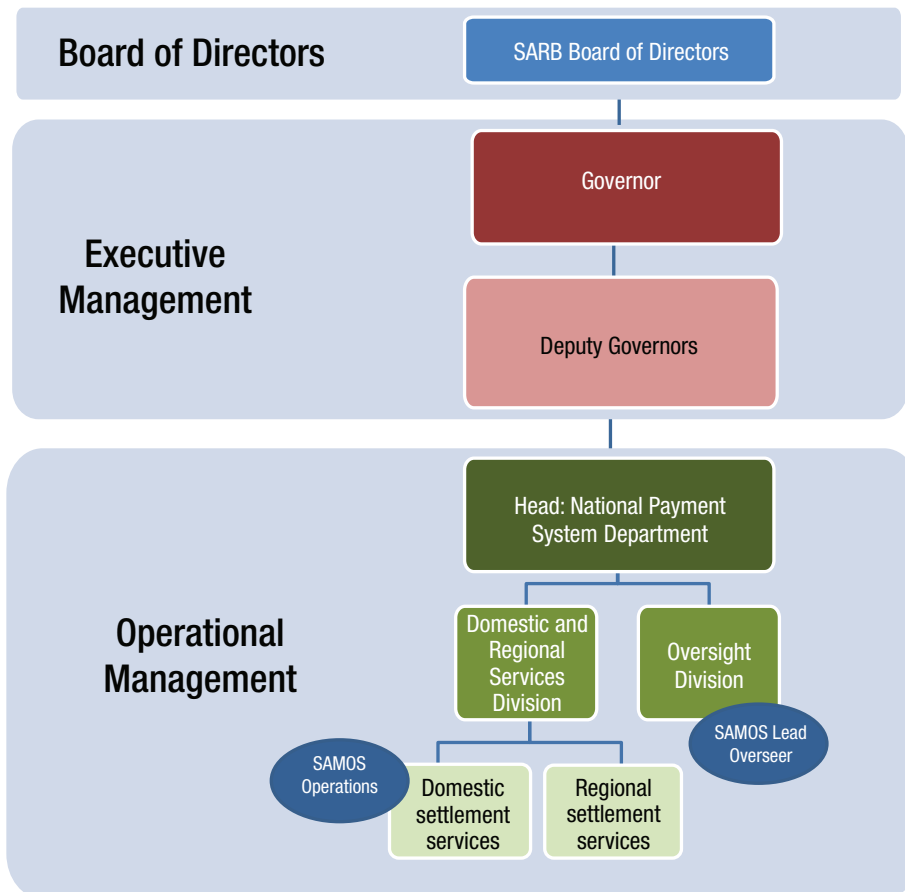 Board of Directors
SARB Board of Directors
Executive
Management
Governor
Deputy Governors
Operational
Management
Head: National Payment
System Department
Domestic and
Regional
Services
Division
Oversight
Division
SAMOS Lead
Overseer
SAMOS
Operations
Domestic
settlement
services
Regional
settlement
services